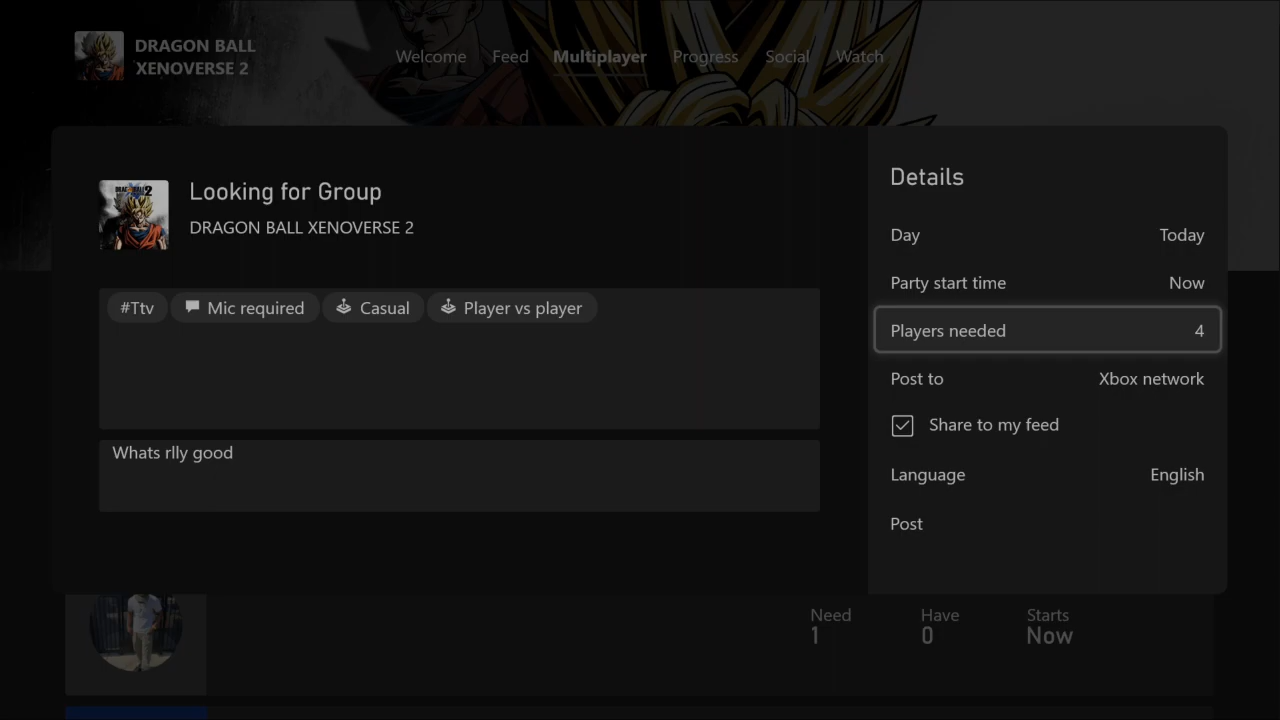 DRAGON BALL
XENOVERSE 2
Welcome Feed Multiplayer Progress Social Watch
Looking for Group
DRAGON BALL XENOVERSE 2
#Ttv Mic required Casual Player vs player
Whats rlly good
Details
Day Today
Party start time Now
Players needed 4
Post to Xbox network
Share to my feed
Language English
Post
Need Have Starts
1 0 Now